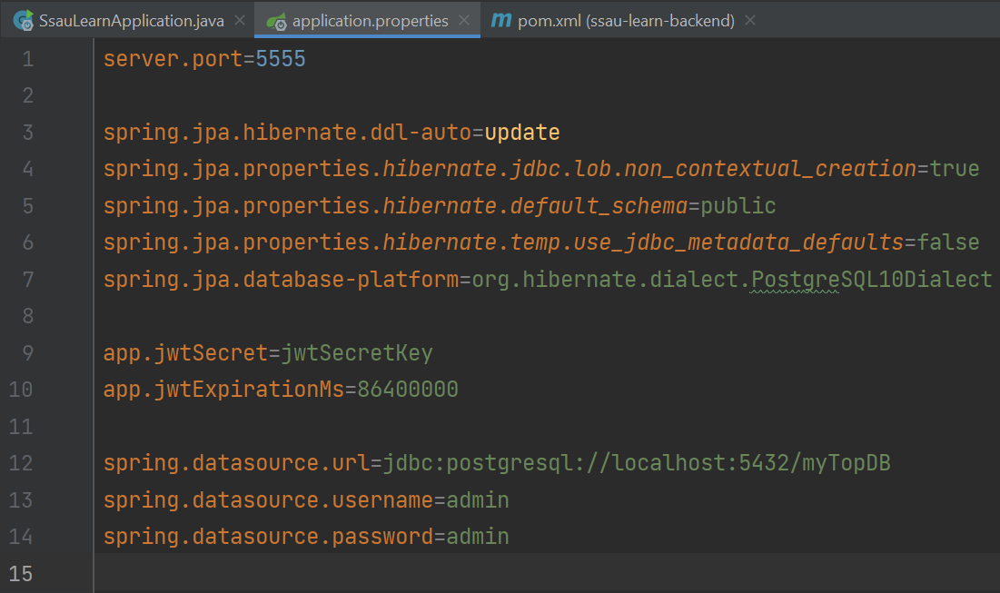 SsauLearnApplication.java application.properties pom.xml (ssau-learn-backend)
1 server.port=5555
2
3 spring.jpa.hibernate.ddl-auto=update
4 spring.jpa.properties.hibernate.jdbc.lob.non_contextual_creation=true
5 spring.jpa.properties.hibernate.default_schema=public
6 spring.jpa.properties.hibernate.temp.use_jdbc_metadata_defaults=false
7 spring.jpa.database-platform=org.hibernate.dialect.PostgreSQL10Dialect
8
9 app.jwtSecret=jwtSecretKey
10 app.jwtExpirationMs=86400000
11
12 spring.datasource.url=jdbc:postgresql://localhost:5432/myTopDB
13 spring.datasource.username=admin
14 spring.datasource.password=admin
15